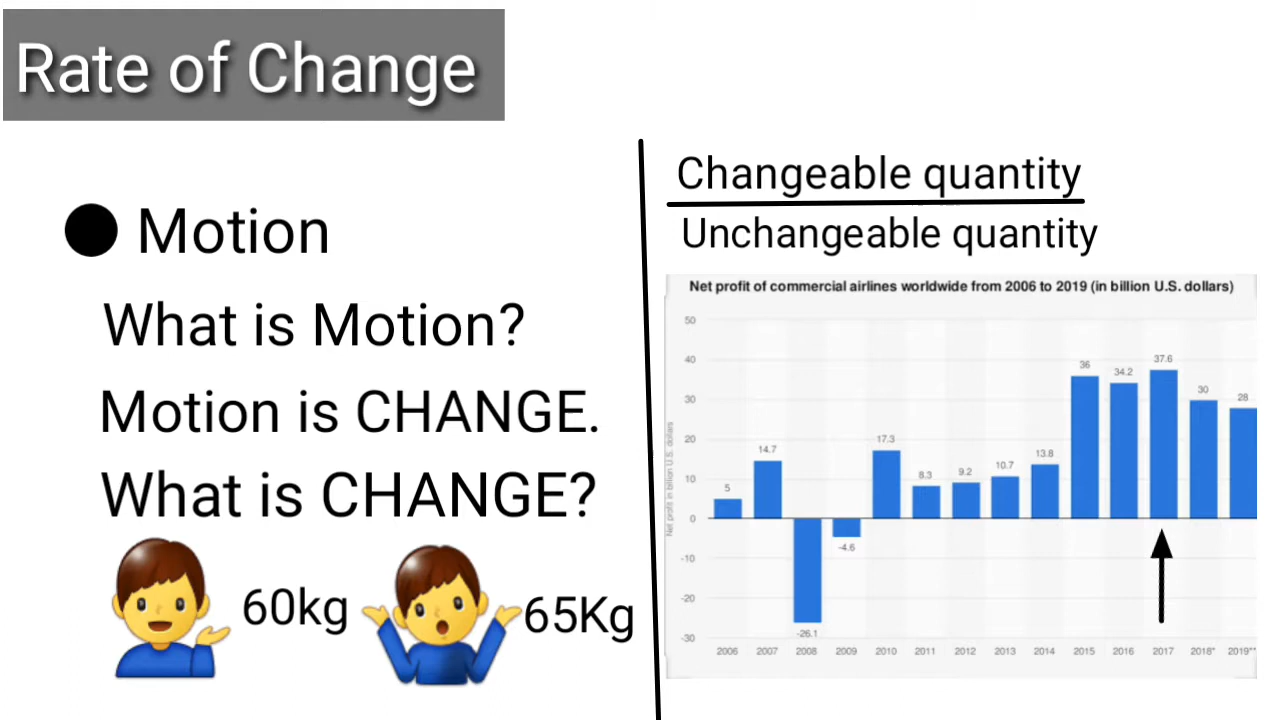 Rate of Change
Motion
What is Motion?
Motion is CHANGE.
What is CHANGE?
60kg
65Kg
Changeable quantity
Unchangeable quantity
Net profit of commercial airlines worldwide from 2006 to 2019 (in billion U.S. dollars)
Net profit in billion U.S. dollars
50
40
30
20
10
0
-10
-20
-30
5
14.7
-26.1
-4.6
17.3
8.3
9.2
10.7
13.8
36
34.2
37.6
30
28
2006 2007 2008 2009 2010 2011 2012 2013 2014 2015 2016 2017 2018* 2019**